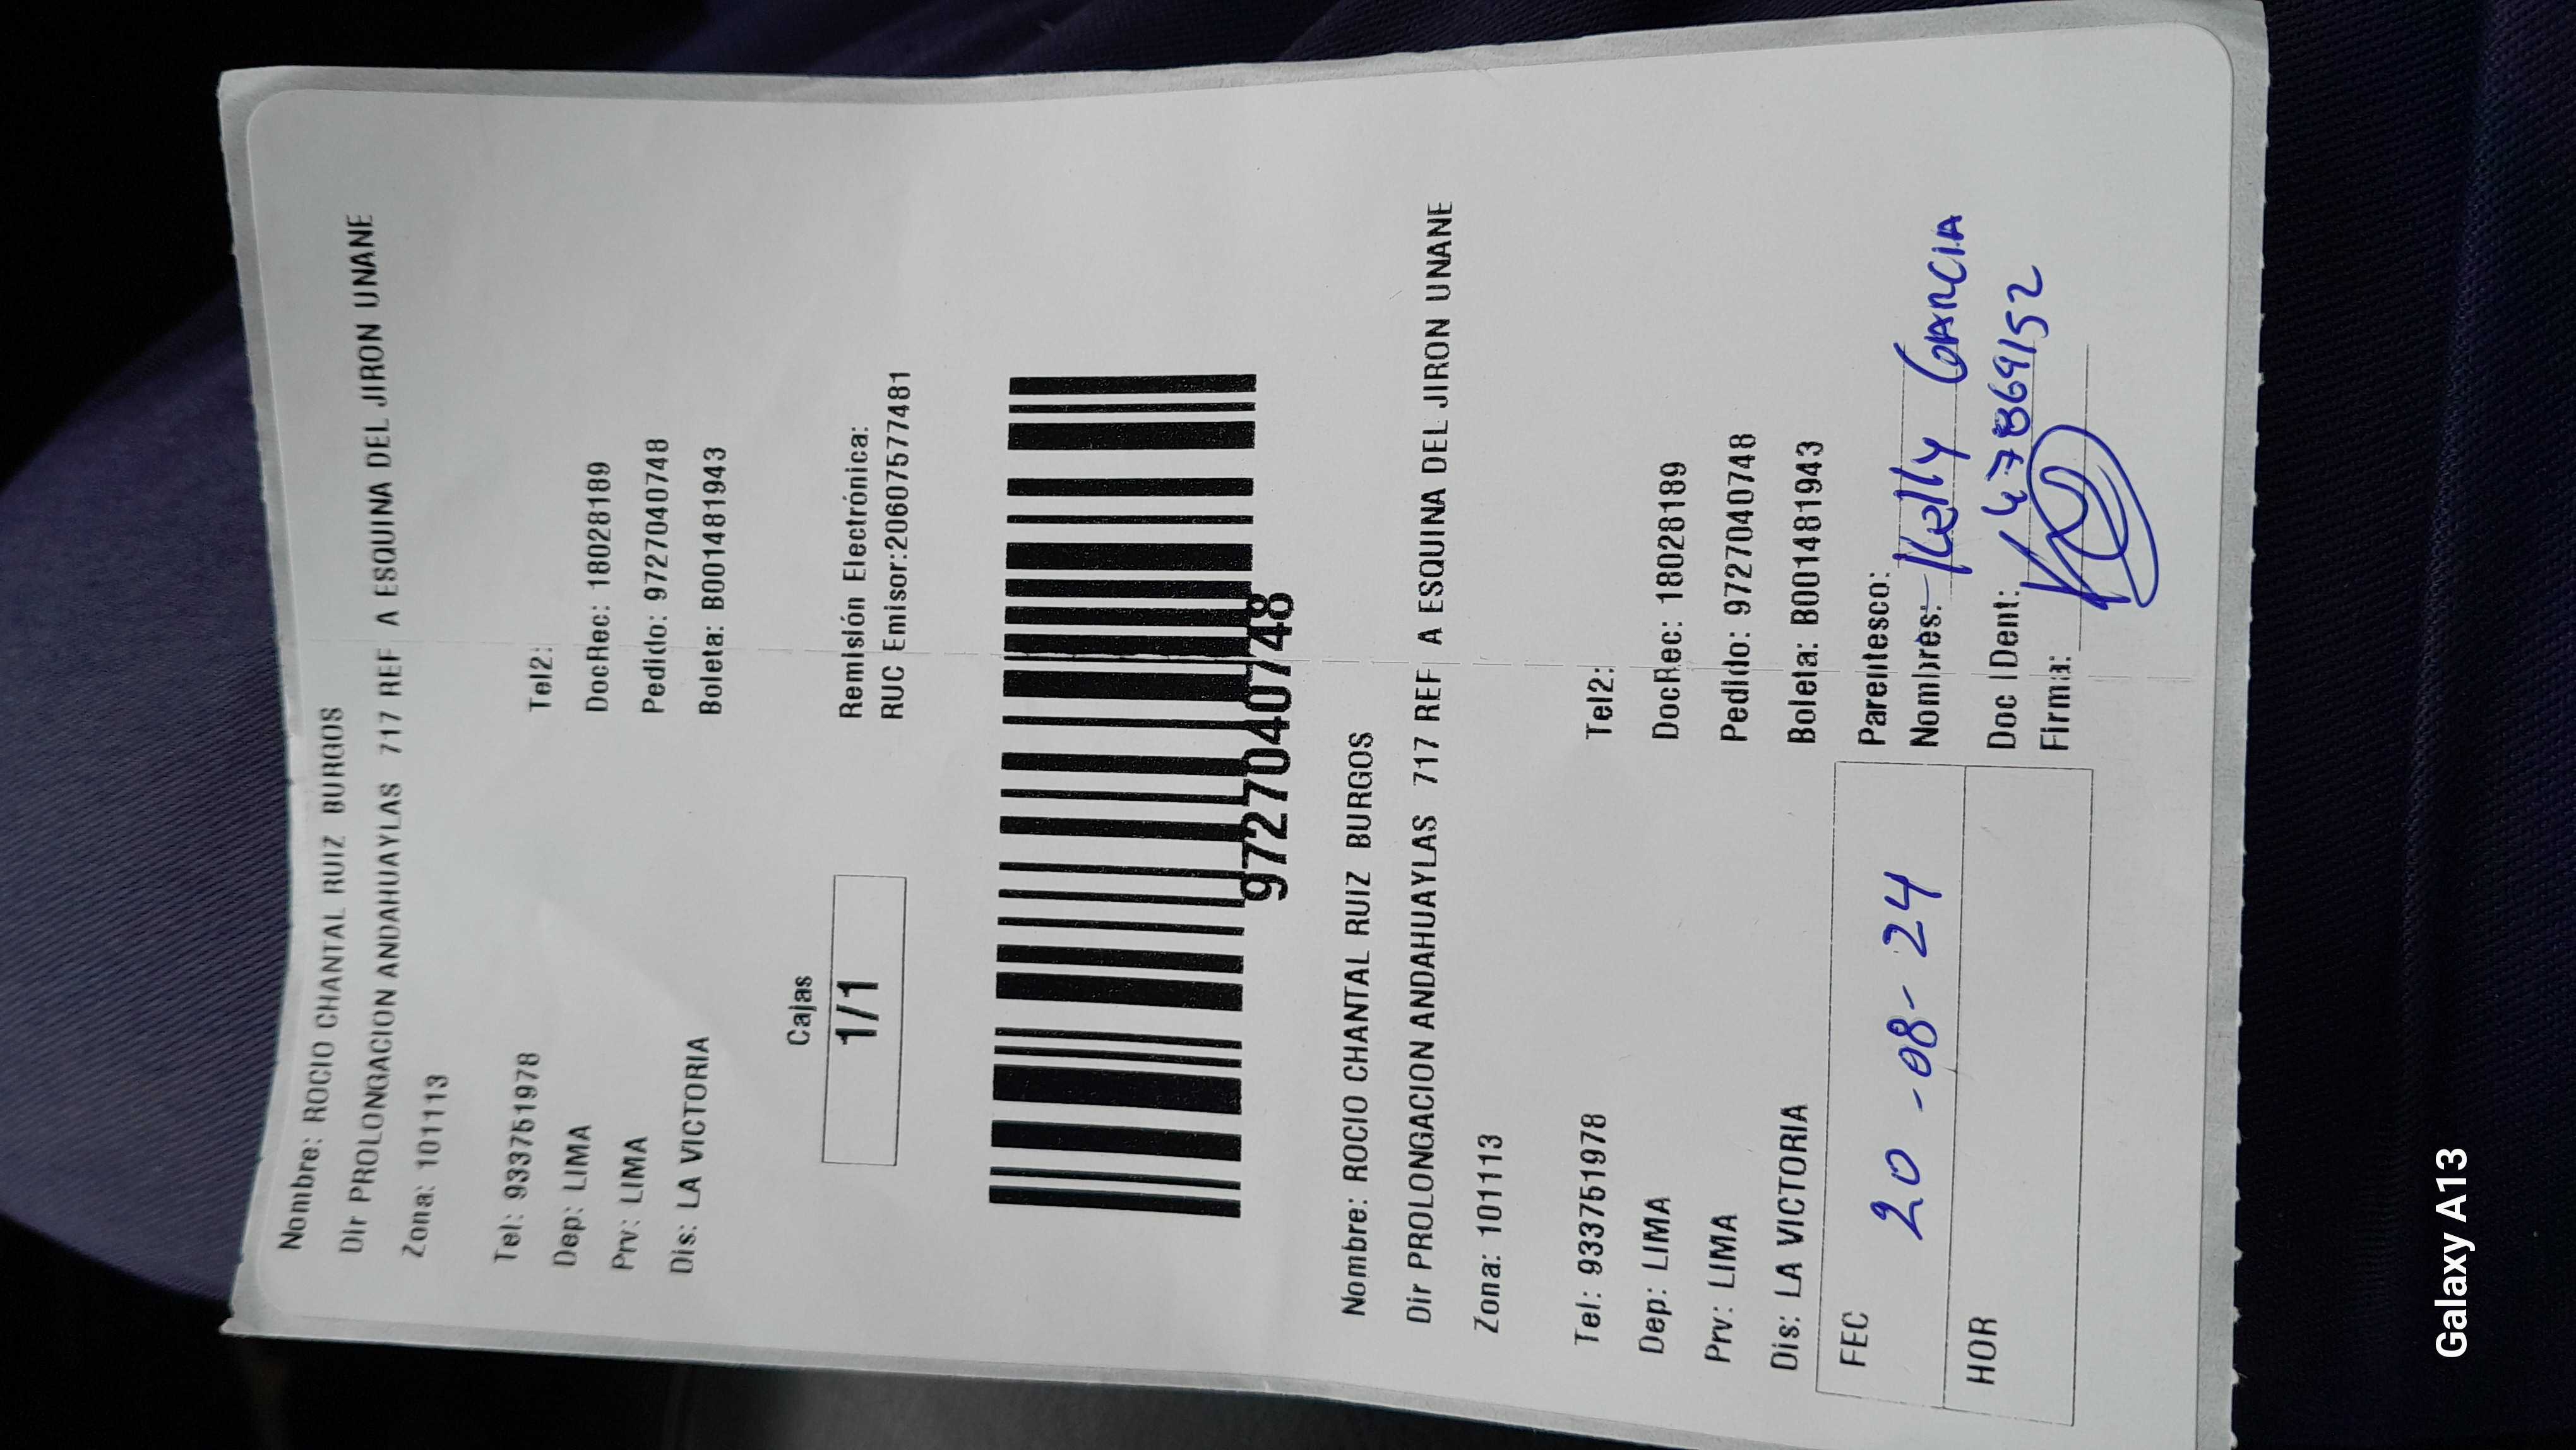 Nombre: ROCIO CHANTAL RUIZ BURGOS
Dir PROLONGACION ANDAHUAYLAS 717 REF A ESQUINA DEL JIRON UNANE
Zona: 101113
Tel: 933751978 Tel2:
Dep: LIMA DocRec: 18028189
Prv: LIMA Pedido: 9727040748
Dis: LA VICTORIA Boleta: B001481943
Cajas
1/1
Remisión Electrónica:
RUC Emisor:20607577481
9727040748
Nombre: ROCIO CHANTAL RUIZ BURGOS
Dir PROLONGACION ANDAHUAYLAS 717 REF A ESQUINA DEL JIRON UNANE
Zona: 101113
Tel: 933751978 Tel2:
Dep: LIMA DocRec: 18028189
Prv: LIMA Pedido: 9727040748
Dis: LA VICTORIA Boleta: B001481943
FEC 20-08-24
HOR
Parentesco:
Nombres: Kelly GARCIA
Doc Ident:
Firma:
Galaxy A13